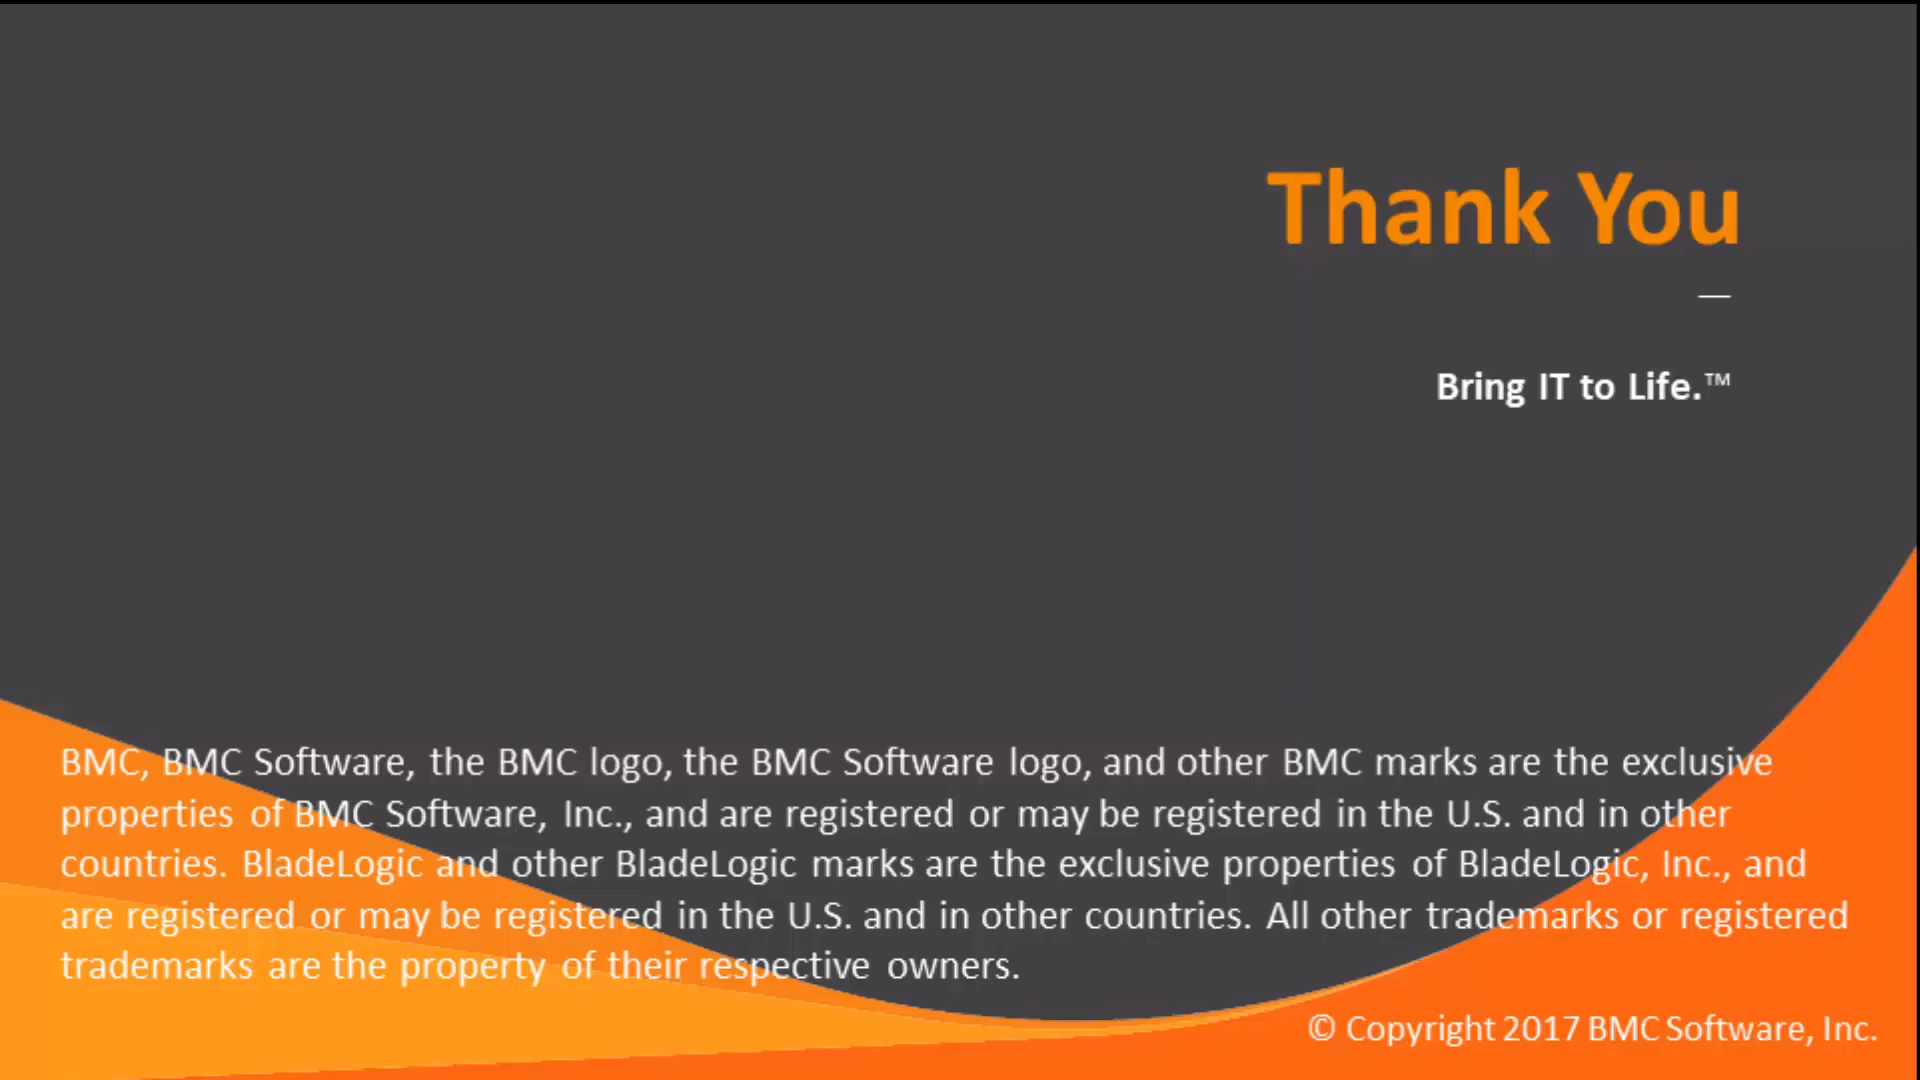 Thank You
—
Bring IT to Life.™
BMC, BMC Software, the BMC logo, the BMC Software logo, and other BMC marks are the exclusive
properties of BMC Software, Inc., and are registered or may be registered in the U.S. and in other
countries. BladeLogic and other BladeLogic marks are the exclusive properties of BladeLogic, Inc., and
are registered or may be registered in the U.S. and in other countries. All other trademarks or registered
trademarks are the property of their respective owners.
© Copyright 2017 BMC Software, Inc.